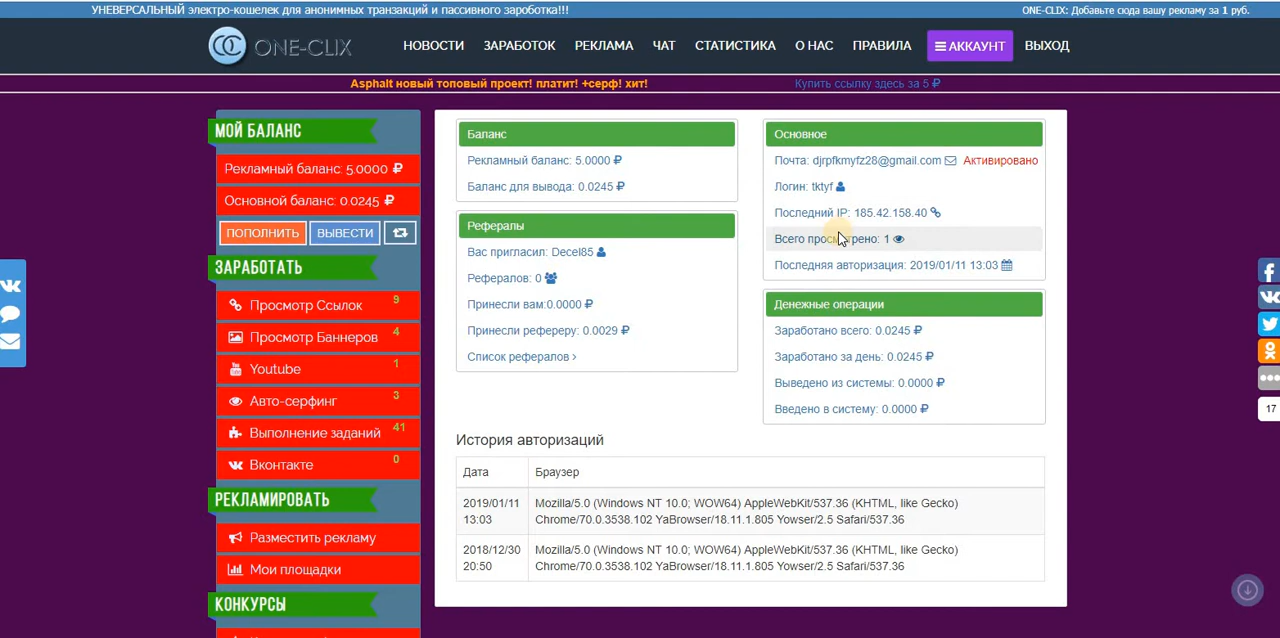 УНЕВЕРСАЛЬНЫЙ электро-кошелек для анонимных транзакций и пассивного зароботка!!!
ONE-CLIX: Добавьте сюда вашу рекламу за 1 руб.
ONE-CLIX
НОВОСТИ ЗАРАБОТОК РЕКЛАМА ЧАТ СТАТИСТИКА О НАС ПРАВИЛА АККАУНТ ВЫХОД
Asphalt новый топовый проект! платит! +серф! хит!
Купить ссылку здесь за 5 ₽
МОЙ БАЛАНС
Рекламный баланс: 5.0000 ₽
Основной баланс: 0.0245 ₽
ПОПОЛНИТЬ ВЫВЕСТИ
ЗАРАБОТАТЬ
Просмотр Ссылок 9
Просмотр Баннеров 4
Youtube 1
Авто-серфинг 3
Выполнение заданий 41
Вконтакте 0
РЕКЛАМИРОВАТЬ
Разместить рекламу
Мои площадки
КОНКУРСЫ
Баланс
Рекламный баланс: 5.0000 ₽
Баланс для вывода: 0.0245 ₽
Рефералы
Вас пригласил: Decel85
Рефералов: 0
Принесли вам:0.0000 ₽
Принесли рефереру: 0.0029 ₽
Список рефералов ›
Основное
Почта: djrpfkmyfz28@gmail.com Активировано
Логин: tktyf
Последний IP: 185.42.158.40
Всего просмотрено: 1
Последняя авторизация: 2019/01/11 13:03
Денежные операции
Заработано всего: 0.0245 ₽
Заработано за день: 0.0245 ₽
Выведено из системы: 0.0000 ₽
Введено в систему: 0.0000 ₽
История авторизаций
Дата Браузер
2019/01/11 13:03
Mozilla/5.0 (Windows NT 10.0; WOW64) AppleWebKit/537.36 (KHTML, like Gecko)
Chrome/70.0.3538.102 YaBrowser/18.11.1.805 Yowser/2.5 Safari/537.36
2018/12/30 20:50
Mozilla/5.0 (Windows NT 10.0; WOW64) AppleWebKit/537.36 (KHTML, like Gecko)
Chrome/70.0.3538.102 YaBrowser/18.11.1.805 Yowser/2.5 Safari/537.36
17